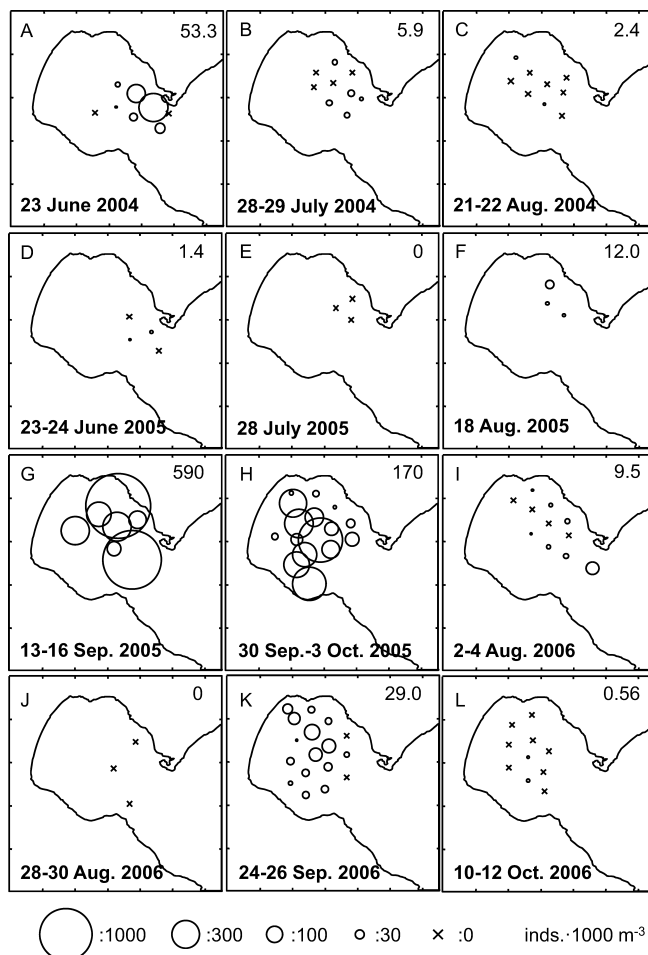 A 53.3
23 June 2004
B 5.9
28-29 July 2004
C 2.4
21-22 Aug. 2004
D 1.4
23-24 June 2005
E 0
28 July 2005
F 12.0
18 Aug. 2005
G 590
13-16 Sep. 2005
H 170
30 Sep.-3 Oct. 2005
I 9.5
2-4 Aug. 2006
J 0
28-30 Aug. 2006
K 29.0
24-26 Sep. 2006
L 0.56
10-12 Oct. 2006
:1000 :300 :100 :30 :0 inds.·1000 m⁻³